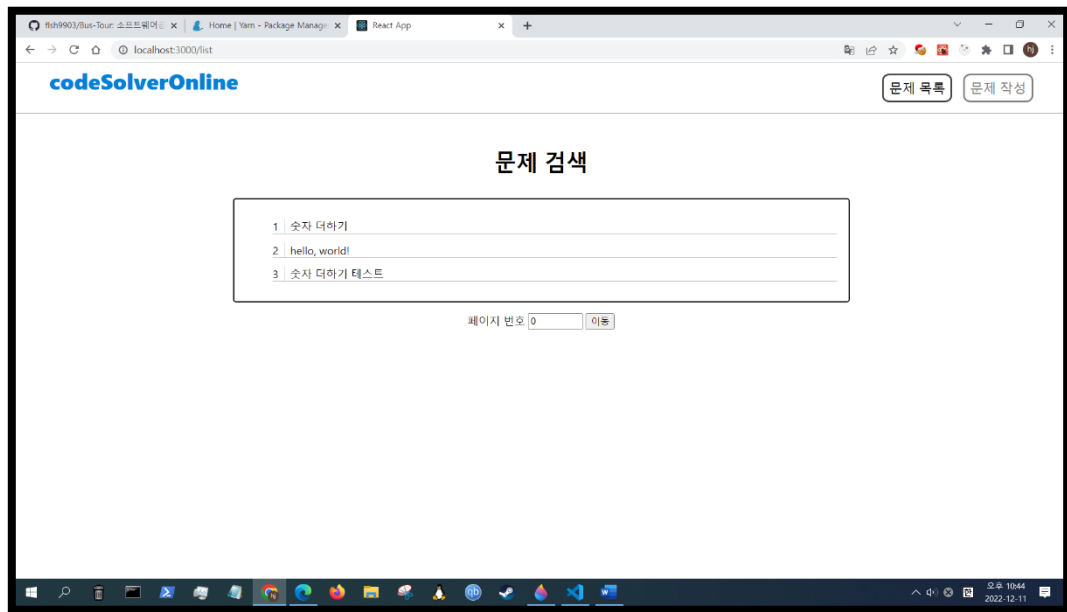 flsh9903/Bus-Tour: 소프트웨어공
Home | Yarn - Package Manage
React App
localhost:3000/list
codeSolverOnline
문제 목록
문제 작성
문제 검색
1 숫자 더하기
2 hello, world!
3 숫자 더하기 테스트
페이지 번호 0 이동
오후 10:44
2022-12-11